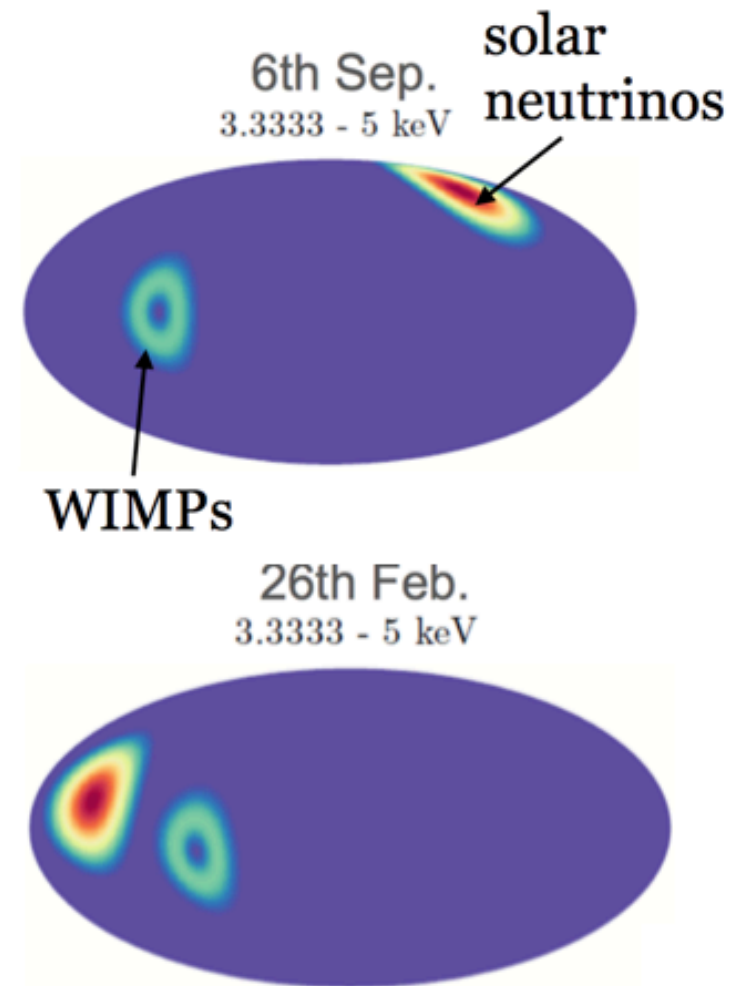 solar
neutrinos
6th Sep.
3.3333 - 5 keV
WIMPs
26th Feb.
3.3333 - 5 keV